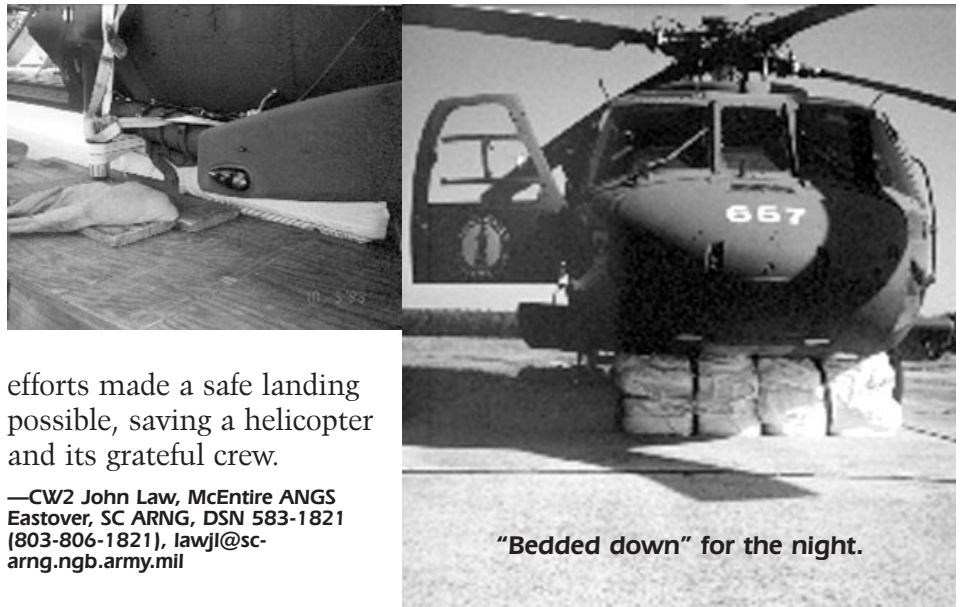 efforts made a safe landing
possible, saving a helicopter
and its grateful crew.
—CW2 John Law, McEntire ANGS
Eastover, SC ARNG, DSN 583-1821
(803-806-1821), lawjl@sc-
arng.ngb.army.mil
667
“Bedded down” for the night.